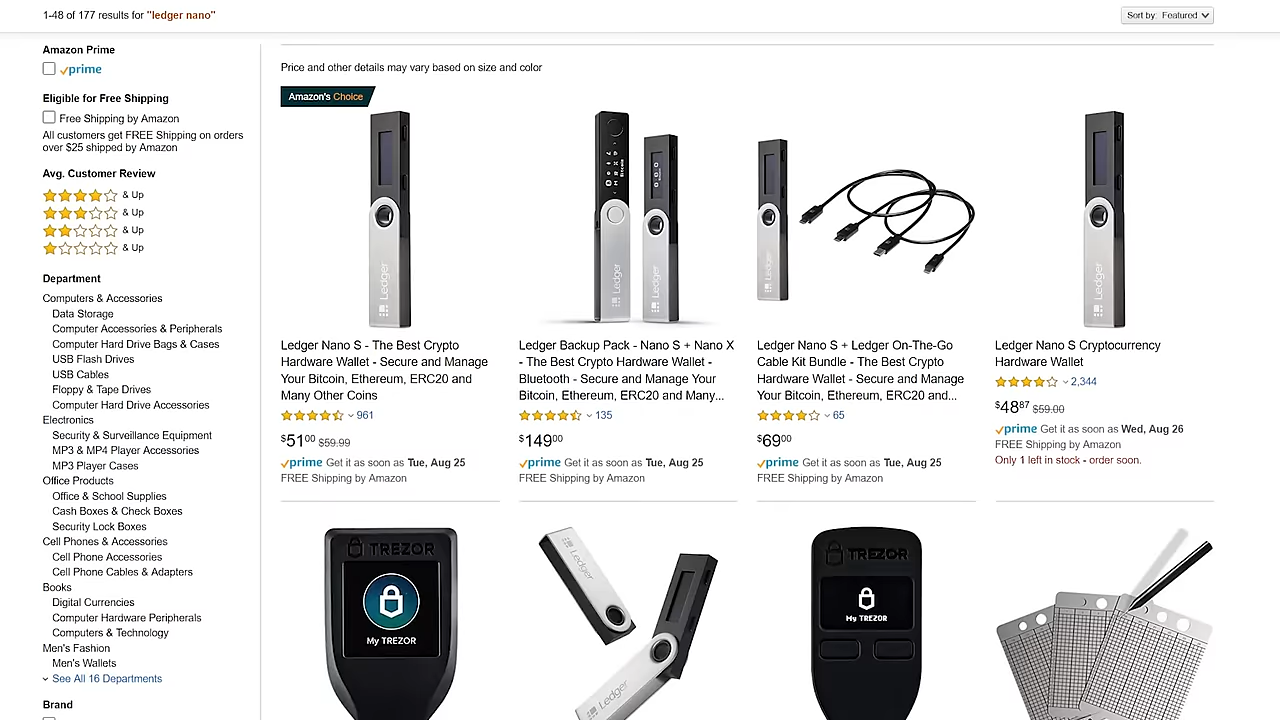 1-48 of 177 results for "ledger nano"
Sort by: Featured
Amazon Prime
prime
Eligible for Free Shipping
Free Shipping by Amazon
All customers get FREE Shipping on orders
over $25 shipped by Amazon
Avg. Customer Review
& Up
& Up
& Up
& Up
Department
Computers & Accessories
Data Storage
Computer Accessories & Peripherals
Computer Hard Drive Bags & Cases
USB Flash Drives
USB Cables
Floppy & Tape Drives
Computer Hard Drive Accessories
Electronics
Security & Surveillance Equipment
MP3 & MP4 Player Accessories
MP3 Player Cases
Office Products
Office & School Supplies
Cash Boxes & Check Boxes
Security Lock Boxes
Cell Phones & Accessories
Cell Phone Accessories
Cell Phone Cables & Adapters
Books
Digital Currencies
Computer Hardware Peripherals
Computers & Technology
Men's Fashion
Men's Wallets
See All 16 Departments
Brand
Price and other details may vary based on size and color
Amazon's Choice
Ledger
Ledger Nano S - The Best Crypto
Hardware Wallet - Secure and Manage
Your Bitcoin, Ethereum, ERC20 and
Many Other Coins
961
$5100 $59.99
prime Get it as soon as Tue, Aug 25
FREE Shipping by Amazon
Bitcoin
Ledger
Ledger
Ledger Backup Pack - Nano S + Nano X
- The Best Crypto Hardware Wallet -
Bluetooth - Secure and Manage Your
Bitcoin, Ethereum, ERC20 and Many...
135
$14900
prime Get it as soon as Tue, Aug 25
FREE Shipping by Amazon
Ledger
Ledger Nano S + Ledger On-The-Go
Cable Kit Bundle - The Best Crypto
Hardware Wallet - Secure and Manage
Your Bitcoin, Ethereum, ERC20 and...
65
$6900
prime Get it as soon as Tue, Aug 25
FREE Shipping by Amazon
Ledger
Ledger Nano S Cryptocurrency
Hardware Wallet
2,344
$4887 $59.00
prime Get it as soon as Wed, Aug 26
FREE Shipping by Amazon
Only 1 left in stock - order soon.
TREZOR
My TREZOR
Ledger
Ledger
TREZOR
My TREZOR